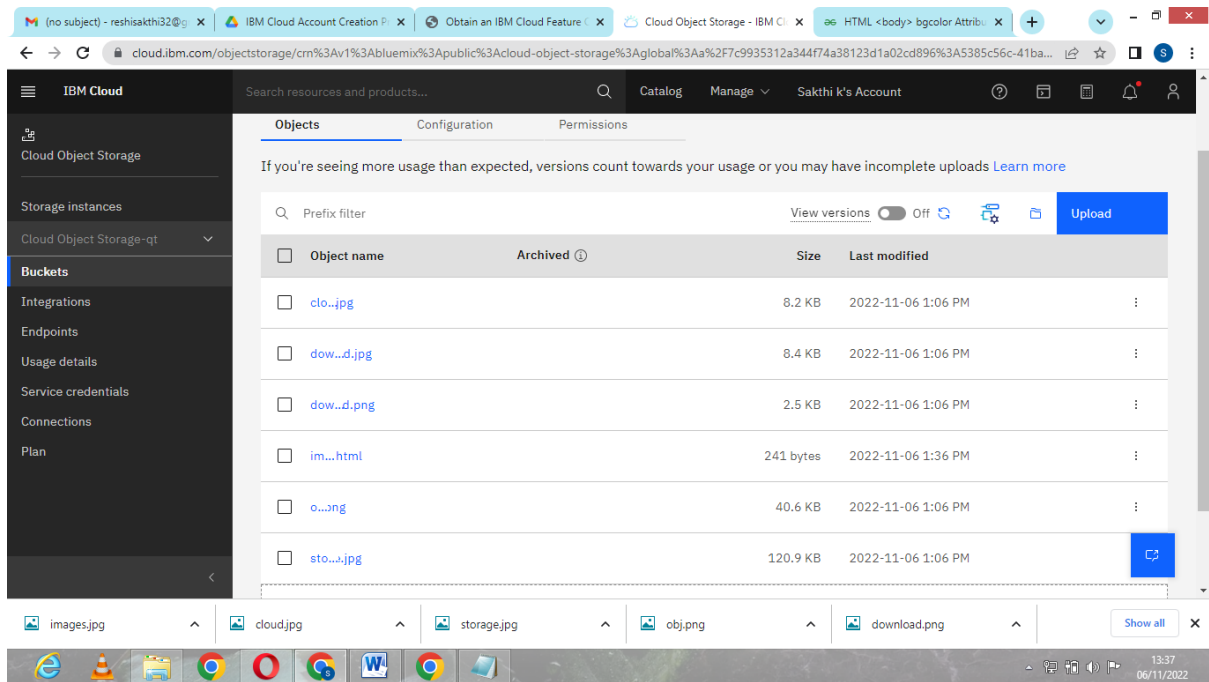 (no subject) - reshisakthi32@g
IBM Cloud Account Creation P
Obtain an IBM Cloud Feature C
Cloud Object Storage - IBM Cl
HTML <body> bgcolor Attribu
cloud.ibm.com/objectstorage/crn%3Av1%3Abluemix%3Apublic%3Acloud-object-storage%3Aglobal%3Aa%2F7c9935312a344f74a38123d1a02cd896%3A5385c56c-41ba...
S
IBM Cloud
Search resources and products...
Catalog
Manage
Sakthi k's Account
Cloud Object Storage
Storage instances
Cloud Object Storage-qt
Buckets
Integrations
Endpoints
Usage details
Service credentials
Connections
Plan
Objects Configuration Permissions
If you're seeing more usage than expected, versions count towards your usage or you may have incomplete uploads Learn more
Prefix filter View versions Off Upload
Object name Archived Size Last modified
clo...jpg 8.2 KB 2022-11-06 1:06 PM
dow...d.jpg 8.4 KB 2022-11-06 1:06 PM
dow...d.png 2.5 KB 2022-11-06 1:06 PM
im...html 241 bytes 2022-11-06 1:36 PM
40.6 KB 2022-11-06 1:06 PM
120.9 KB 2022-11-06 1:06 PM
images.jpg
cloud.jpg
storage.jpg
obj.png
download.png
Show all
13:37
06/11/2022